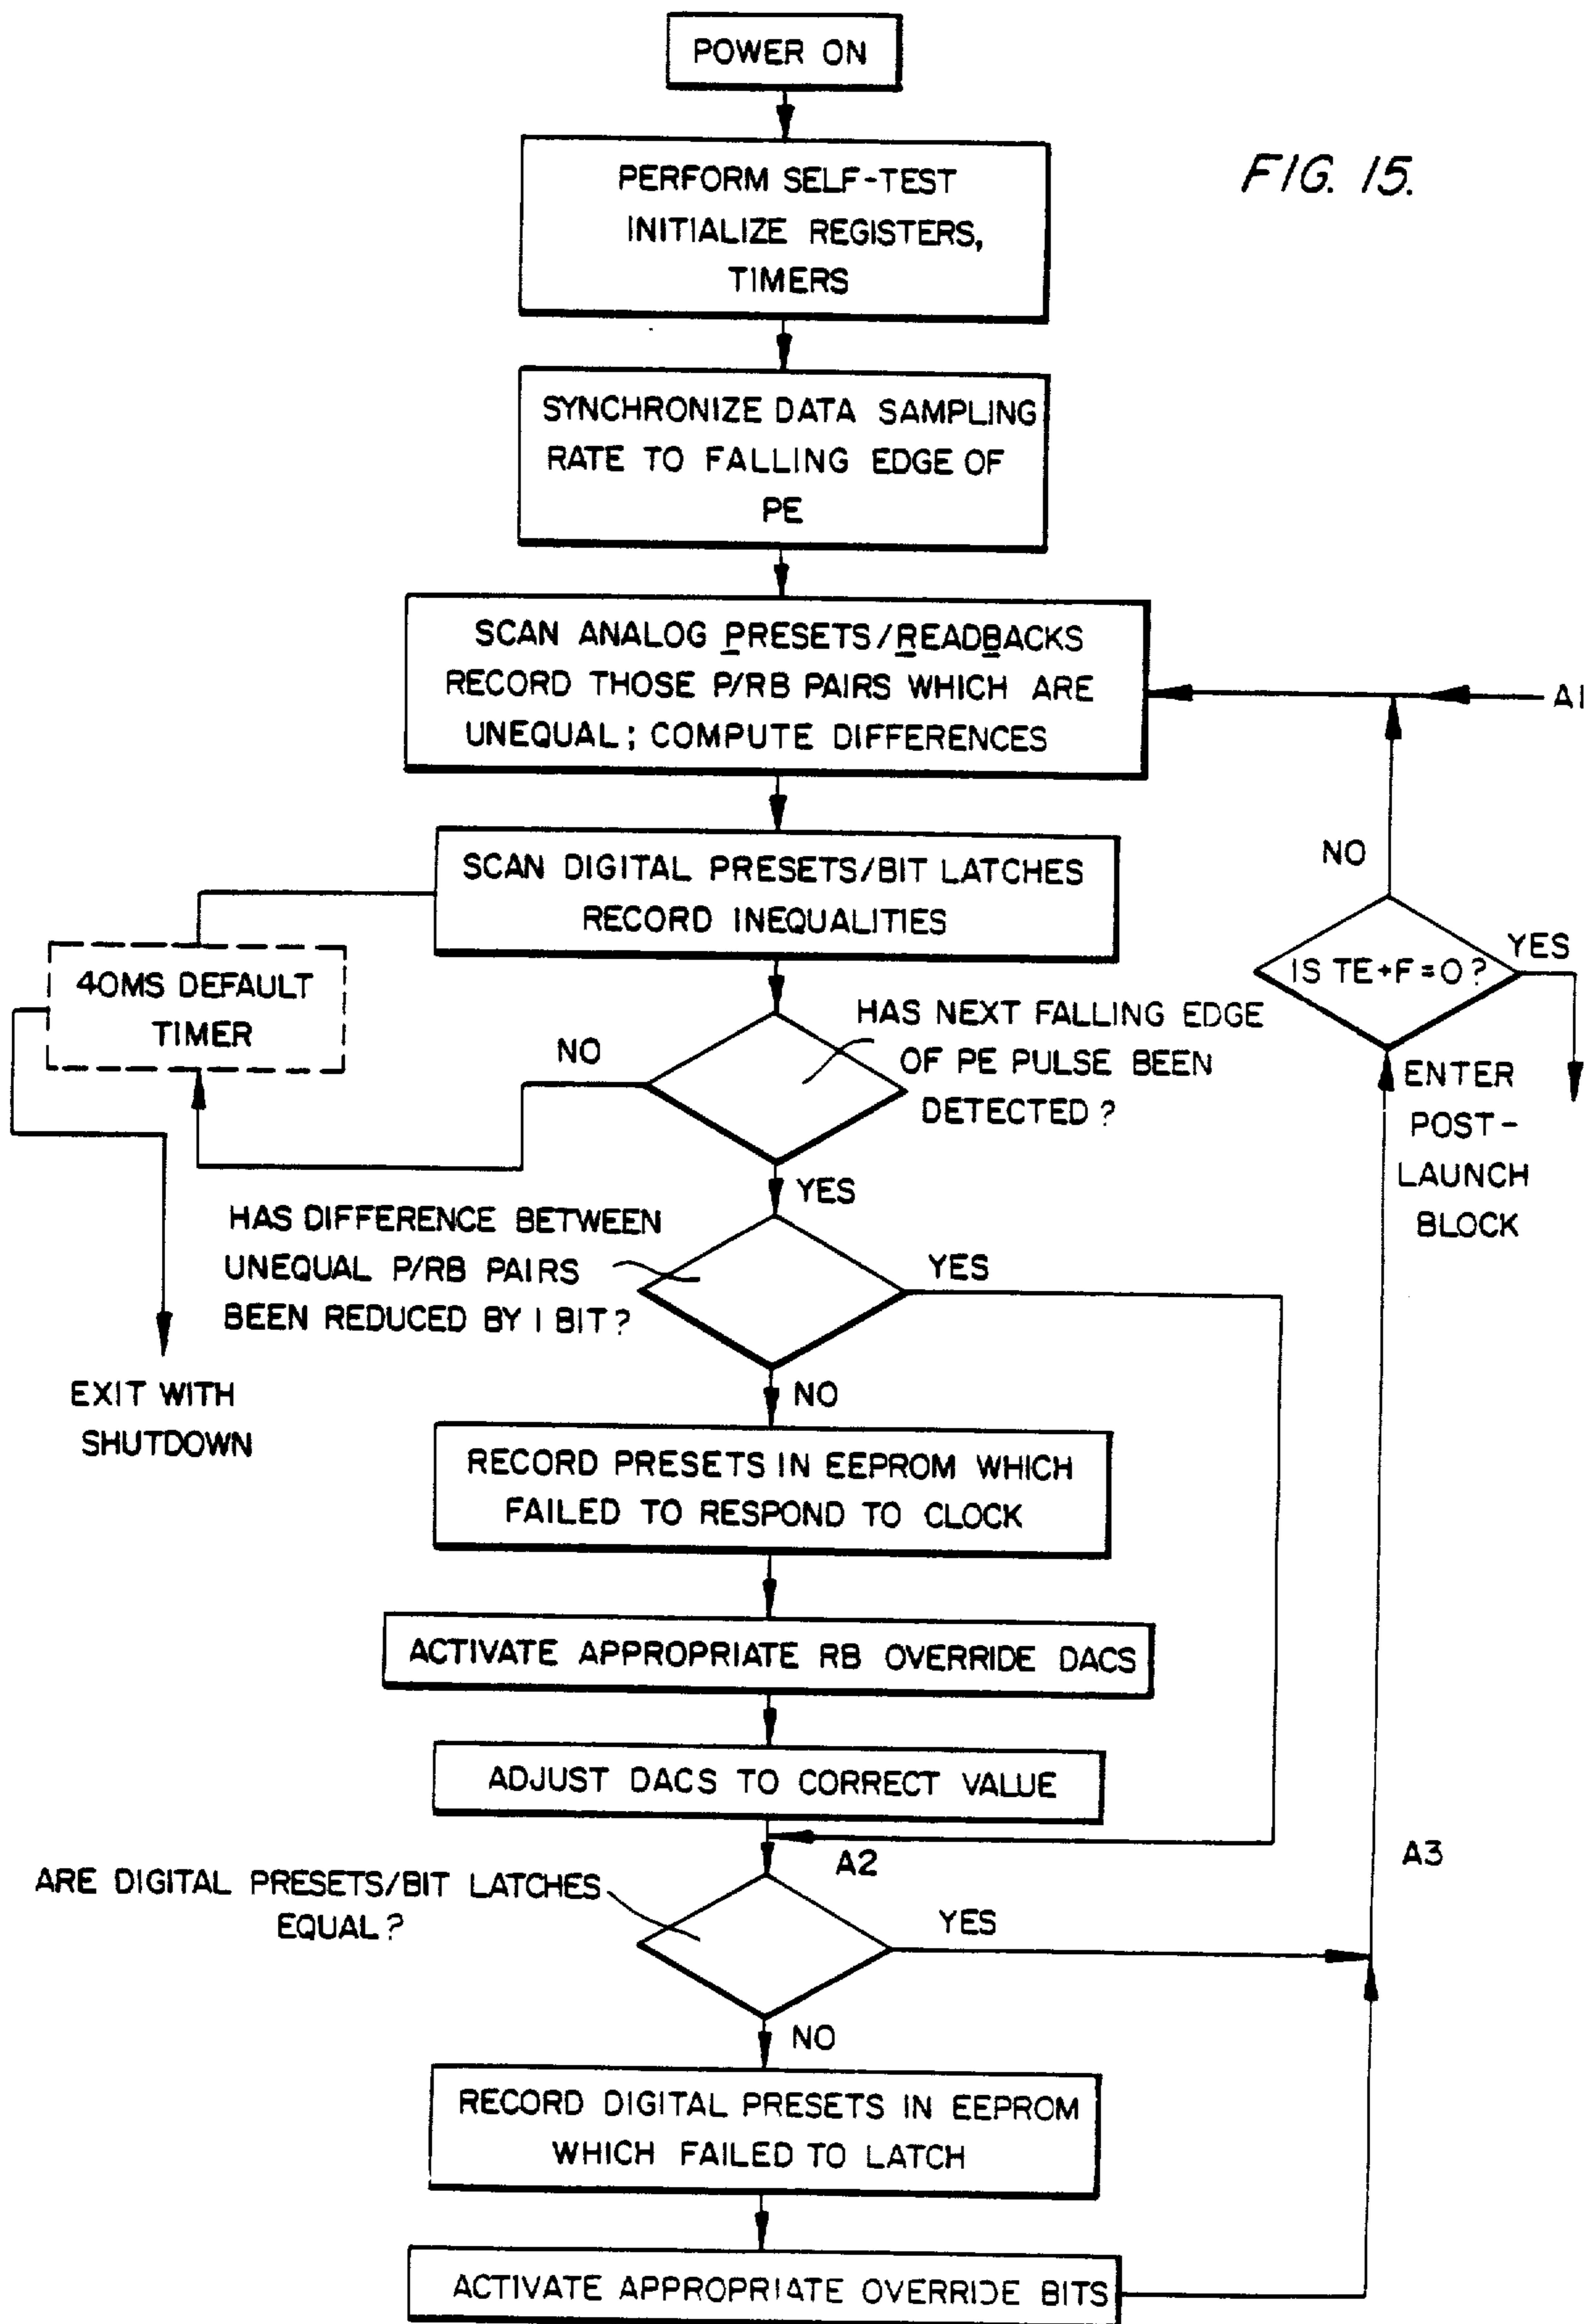 POWER ON
FIG. 15.
PERFORM SELF-TEST
INITIALIZE REGISTERS,
TIMERS
SYNCHRONIZE DATA SAMPLING
RATE TO FALLING EDGE OF
PE
SCAN ANALOG PRESETS/READBACKS
RECORD THOSE P/RB PAIRS WHICH ARE
UNEQUAL; COMPUTE DIFFERENCES
A1
SCAN DIGITAL PRESETS/BIT LATCHES
RECORD INEQUALITIES
NO
IS TE+F=0?
YES
40MS DEFAULT
TIMER
NO
HAS NEXT FALLING EDGE
OF PE PULSE BEEN
DETECTED?
ENTER
POST-
LAUNCH
BLOCK
YES
HAS DIFFERENCE BETWEEN
UNEQUAL P/RB PAIRS
BEEN REDUCED BY 1 BIT?
YES
EXIT WITH
SHUTDOWN
NO
RECORD PRESETS IN EEPROM WHICH
FAILED TO RESPOND TO CLOCK
ACTIVATE APPROPRIATE RB OVERRIDE DACS
ADJUST DACS TO CORRECT VALUE
A2
A3
ARE DIGITAL PRESETS/BIT LATCHES
EQUAL?
YES
NO
RECORD DIGITAL PRESETS IN EEPROM
WHICH FAILED TO LATCH
ACTIVATE APPROPRIATE OVERRIDE BITS